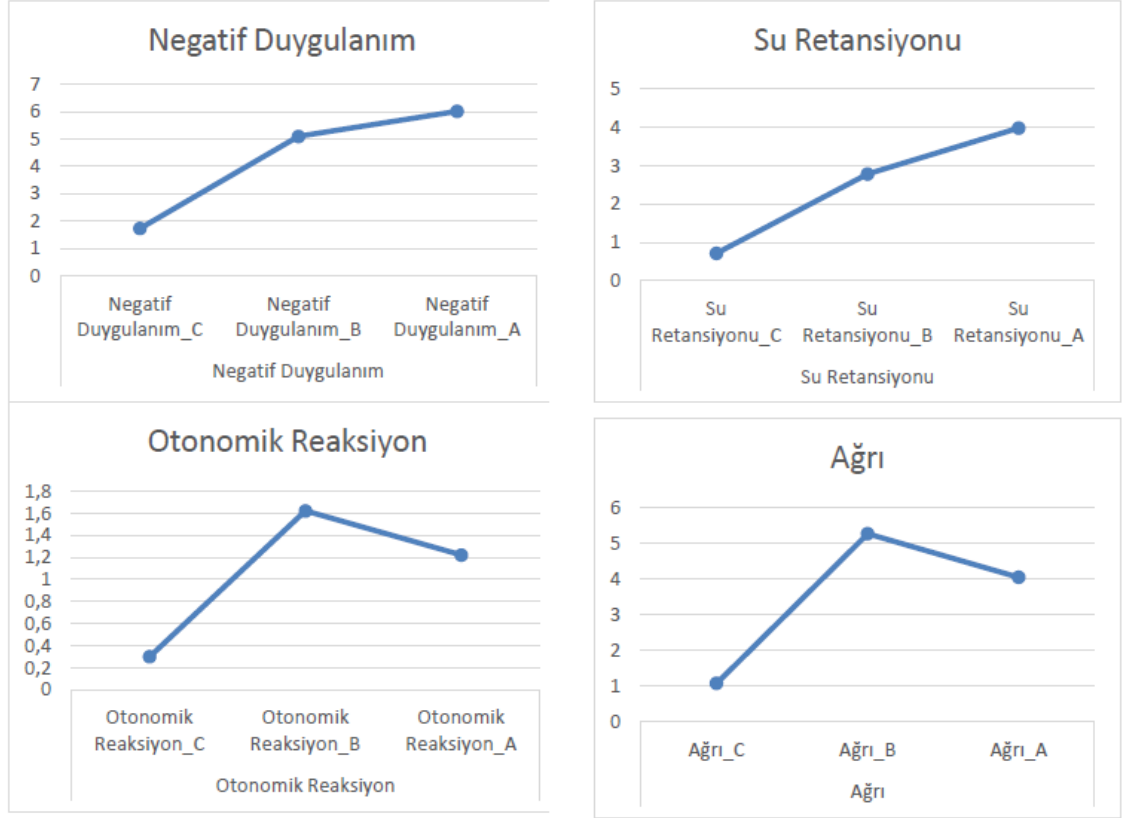 Negatif Duygulanım
7
6
5
4
3
2
1
0
Negatif
Duygulanım_C
Negatif
Duygulanım_B
Negatif
Duygulanım_A
Negatif Duygulanım
Su Retansiyonu
5
4
3
2
1
0
Su
Retansiyonu_C
Su
Retansiyonu_B
Su
Retansiyonu_A
Su Retansiyonu
Otonomik Reaksiyon
1,8
1,6
1,4
1,2
1
0,8
0,6
0,4
0,2
0
Otonomik
Reaksiyon_C
Otonomik
Reaksiyon_B
Otonomik
Reaksiyon_A
Otonomik Reaksiyon
Ağrı
6
5
4
3
2
1
0
Ağrı_C
Ağrı_B
Ağrı_A
Ağrı